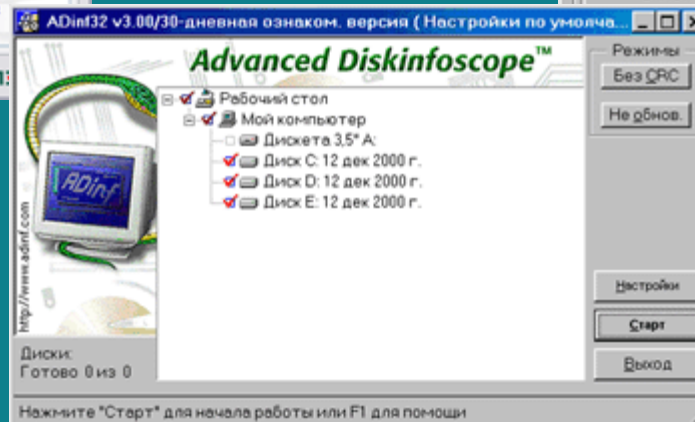 ADinf32 v3.00/30-дневная ознаком. версия ( Настройки по умолча...
Advanced Diskinfoscope™
Режимы
Без CRC
Не обнов.
Рабочий стол
Мой компьютер
Дискета 3,5" A:
Диск C: 12 дек 2000 г.
Диск D: 12 дек 2000 г.
Диск E: 12 дек 2000 г.
ADinf
http://www.adinf.com
Настройки
Старт
Выход
Диски:
Готово 0 из 0
Нажмите "Старт" для начала работы или F1 для помощи